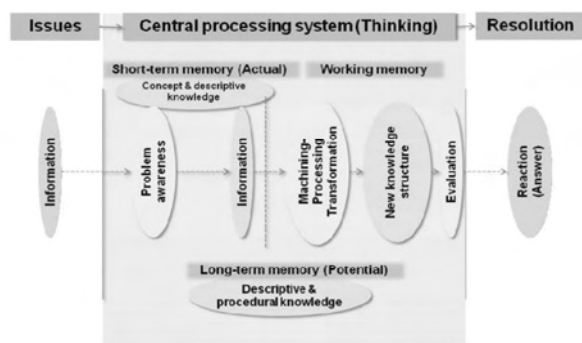 Issues
Central processing system (Thinking)
Resolution
Short-term memory (Actual)
Working memory
Concept & descriptive
knowledge
Information
Problem
awareness
Information
Machining-
Processing
Transformation
New knowledge
structure
Evaluation
Reaction
(Answer)
Long-term memory (Potential)
Descriptive &
procedural knowledge